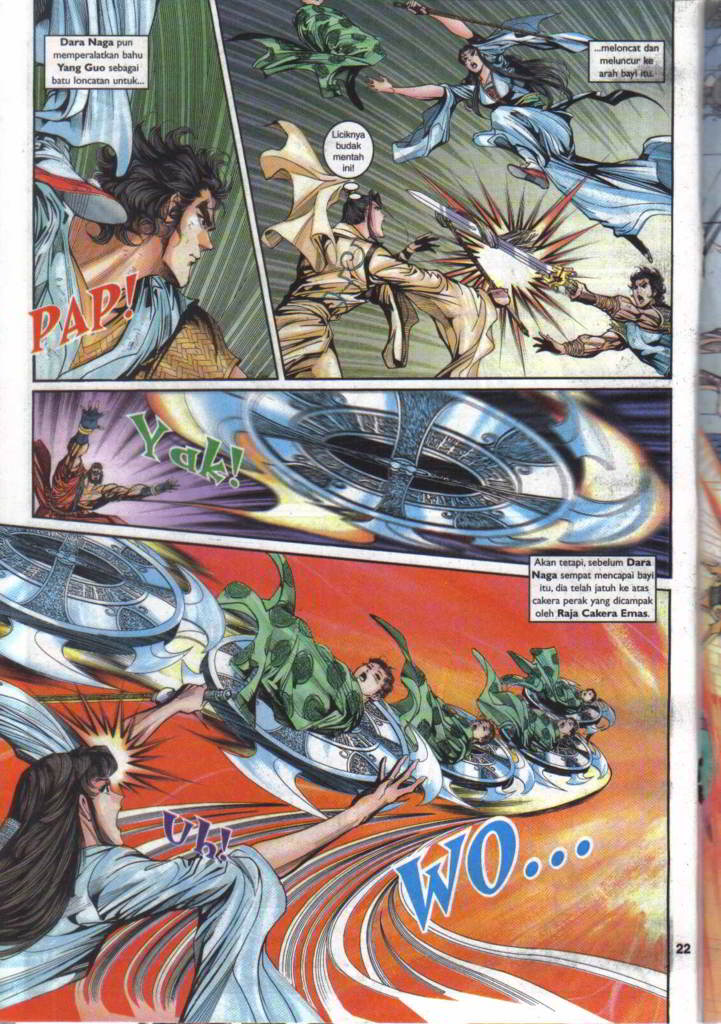 Dara Naga pun
memperalatkan bahu
Yang Guo sebagai
batu loncatan untuk...
...meloncat dan
meluncur ke
arah bayi itu.
Liciknya
budak
mentah
ini!
PAP!
Yak!
Akan tetapi, sebelum Dara
Naga sempat mencapai bayi
itu, dia telah jatuh ke atas
cakera perak yang dicampak
oleh Raja Cakera Emas.
Uh!
WO...
22